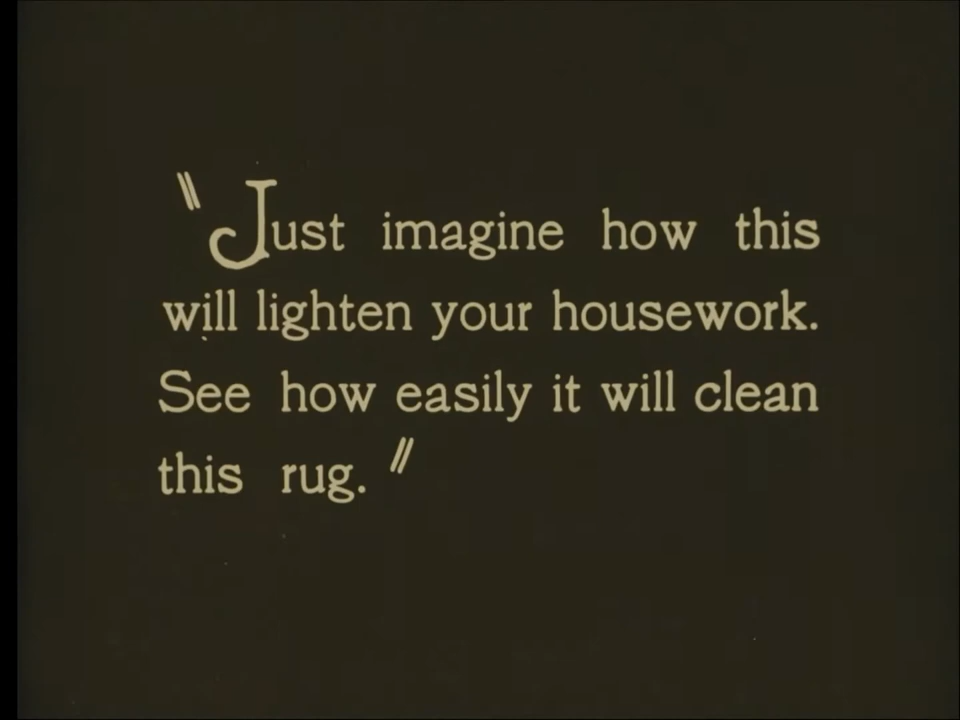 "Just imagine how this
will lighten your housework.
See how easily it will clean
this rug."